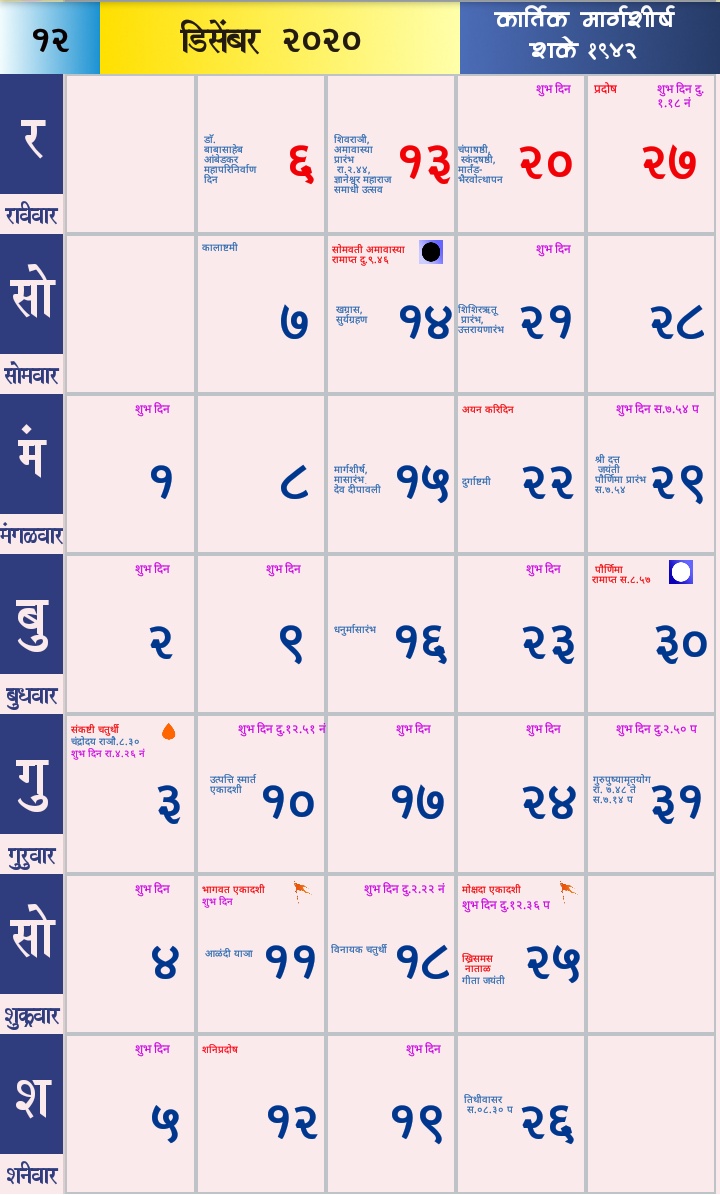 १२
डिसेंबर २०२०
कार्तिक मार्गशीर्ष
शके १९४२
र
रविवार
डॉ.
बाबासाहेब
आंबेडकर
महापरिनिर्वाण
दिन
६
शिवरात्री,
अमावास्या
प्रारंभ
रा.२.४४,
ज्ञानेश्वर महाराज
समाधी उत्सव
१३
शुभ दिन
चंपाषष्ठी,
स्कंदषष्ठी,
मार्तंड-
भैरवोत्थापन
२०
प्रदोष
शुभ दिन दु.
१.१८ नं
२७
सो
सोमवार
कालाष्टमी
७
सोमवती अमावास्या
रामाप्त दु.९.४६
खग्रास,
सुर्यग्रहण
१४
शुभ दिन
शिशिरऋतू
प्रारंभ,
उत्तरायणारंभ
२१
२८
मं
मंगळवार
शुभ दिन
१
८
मार्गशीर्ष,
मासारंभ
देव दीपावली
१५
अयन करिदिन
दुर्गाष्टमी
२२
शुभ दिन स.७.५४ प
श्री दत्त
जयंती
पौर्णिमा प्रारंभ
स.७.५४
२९
बु
बुधवार
शुभ दिन
२
शुभ दिन
९
धनुर्मासारंभ
१६
शुभ दिन
२३
पौर्णिमा
रामाप्त स.८.५७
३०
गु
गुरुवार
संकष्टी चतुर्थी
चंद्रोदय रात्रौ.८.३०
शुभ दिन रा.४.२६ नं
३
शुभ दिन दु.१२.५१ नं
उत्पत्ति स्मार्त
एकादशी
१०
शुभ दिन
१७
शुभ दिन
२४
शुभ दिन दु.२.५० प
गुरुपुष्यामृतयोग
रा. ७.४८ ते
स.७.१४ प
३१
सो
शुक्रवार
शुभ दिन
४
भागवत एकादशी
शुभ दिन
आळंदी यात्रा
११
शुभ दिन दु.२.२२ नं
विनायक चतुर्थी
१८
मोक्षदा एकादशी
शुभ दिन दु.१२.३६ प
ख्रिसमस
नाताळ
गीता जयंती
२५
श
शनीवार
शुभ दिन
५
शनिप्रदोष
१२
शुभ दिन
१९
तिथीवासर
स.०८.३० प
२६